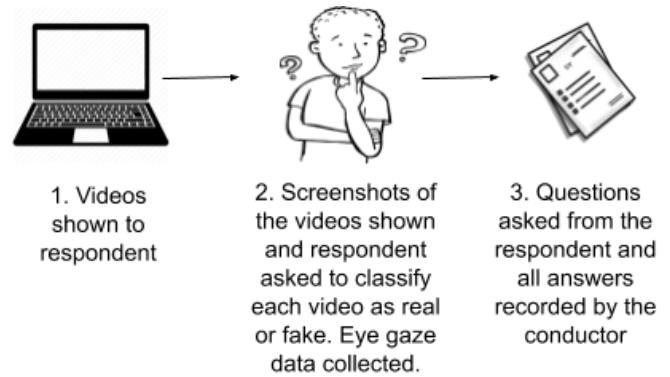 1. Videos
shown to
respondent
2. Screenshots of
the videos shown
and respondent
asked to classify
each video as real
or fake. Eye gaze
data collected.
3. Questions
asked from the
respondent and
all answers
recorded by the
conductor